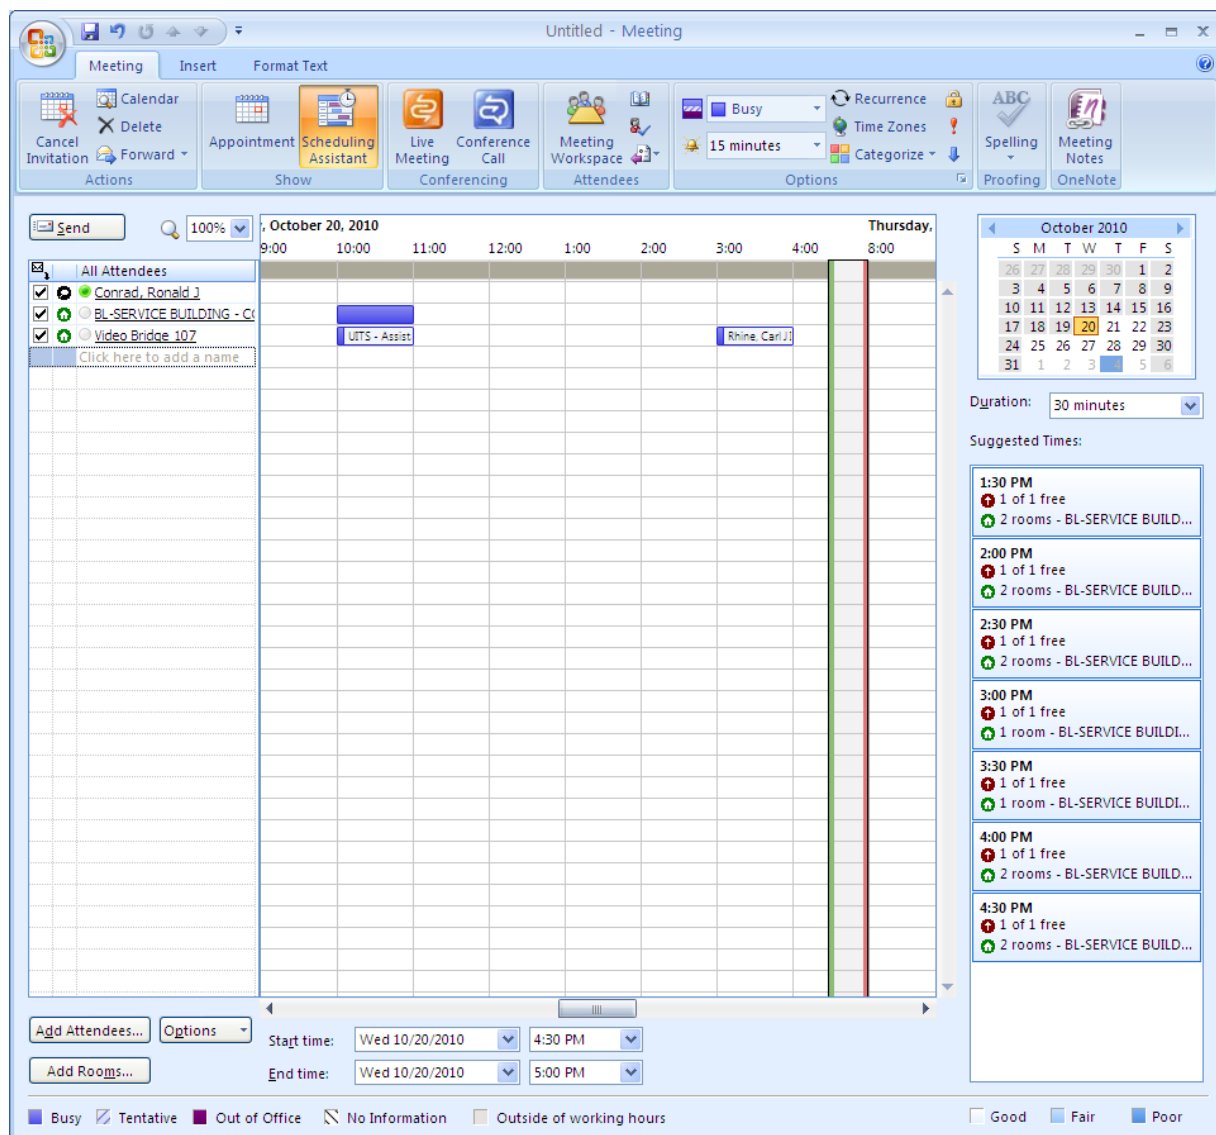 Untitled - Meeting
Meeting Insert Format Text
Cancel Invitation
Calendar
Delete
Forward
Actions
Appointment
Scheduling Assistant
Show
Live Meeting
Conference Call
Conferencing
Meeting Workspace
Attendees
Busy
15 minutes
Recurrence
Time Zones
Categorize
Options
ABC
Spelling
Proofing
Meeting Notes
OneNote
Send
100%
, October 20, 2010 Thursday,
9:00 10:00 11:00 12:00 1:00 2:00 3:00 4:00 8:00
All Attendees
Conrad, Ronald J
BL-SERVICE BUILDING - CO
Video Bridge 107
UITS - Assist
Rhine, Carl J
Click here to add a name
October 2010
S M T W T F S
26 27 28 29 30 1 2
3 4 5 6 7 8 9
10 11 12 13 14 15 16
17 18 19 20 21 22 23
24 25 26 27 28 29 30
31 1 2 3 4 5 6
Duration: 30 minutes
Suggested Times:
1:30 PM
1 of 1 free
2 rooms - BL-SERVICE BUILD...
2:00 PM
1 of 1 free
2 rooms - BL-SERVICE BUILD...
2:30 PM
1 of 1 free
2 rooms - BL-SERVICE BUILD...
3:00 PM
1 of 1 free
1 room - BL-SERVICE BUILDI...
3:30 PM
1 of 1 free
1 room - BL-SERVICE BUILDI...
4:00 PM
1 of 1 free
2 rooms - BL-SERVICE BUILD...
4:30 PM
1 of 1 free
2 rooms - BL-SERVICE BUILD...
Add Attendees... Options
Add Rooms...
Start time: Wed 10/20/2010 4:30 PM
End time: Wed 10/20/2010 5:00 PM
Busy Tentative Out of Office No Information Outside of working hours
Good Fair Poor